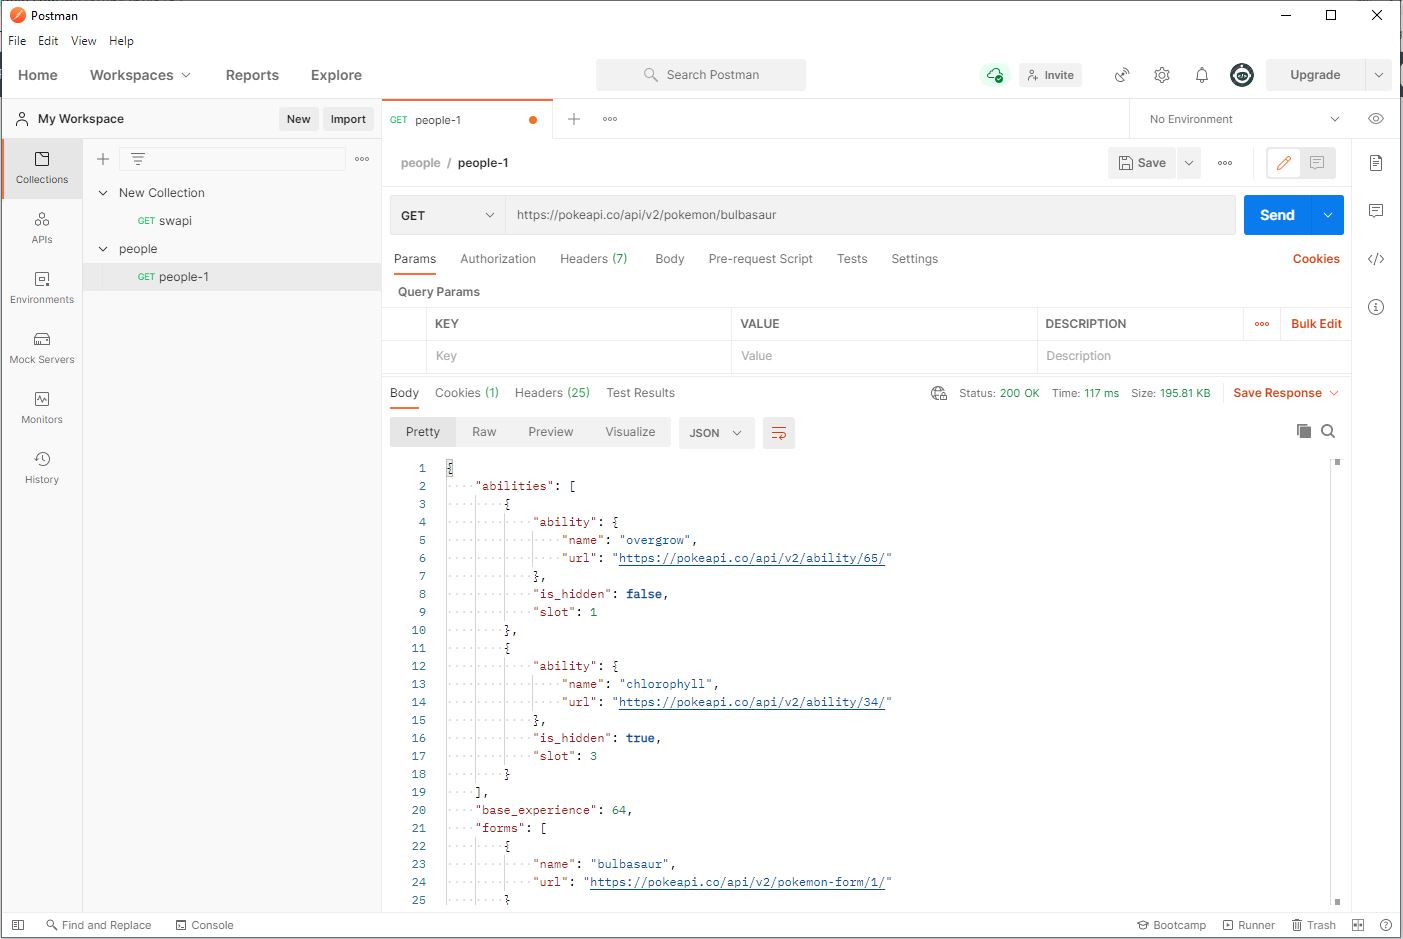 Postman
File Edit View Help
Home Workspaces Reports Explore Search Postman Invite Upgrade
My Workspace New Import
GET people-1
No Environment
Collections
APIs
Environments
Mock Servers
Monitors
History
New Collection
GET swapi
people
GET people-1
people / people-1 Save
GET https://pokeapi.co/api/v2/pokemon/bulbasaur Send
Params Authorization Headers (7) Body Pre-request Script Tests Settings Cookies
Query Params
KEY VALUE DESCRIPTION Bulk Edit
Key Value Description
Body Cookies (1) Headers (25) Test Results Status: 200 OK Time: 117 ms Size: 195.81 KB Save Response
Pretty Raw Preview Visualize JSON
1 {
2 "abilities": [
3 {
4 "ability": {
5 "name": "overgrow",
6 "url": "https://pokeapi.co/api/v2/ability/65/"
7 },
8 "is_hidden": false,
9 "slot": 1
10 },
11 {
12 "ability": {
13 "name": "chlorophyll",
14 "url": "https://pokeapi.co/api/v2/ability/34/"
15 },
16 "is_hidden": true,
17 "slot": 3
18 }
19 ],
20 "base_experience": 64,
21 "forms": [
22 {
23 "name": "bulbasaur",
24 "url": "https://pokeapi.co/api/v2/pokemon-form/1/"
25 }
Find and Replace Console Bootcamp Runner Trash